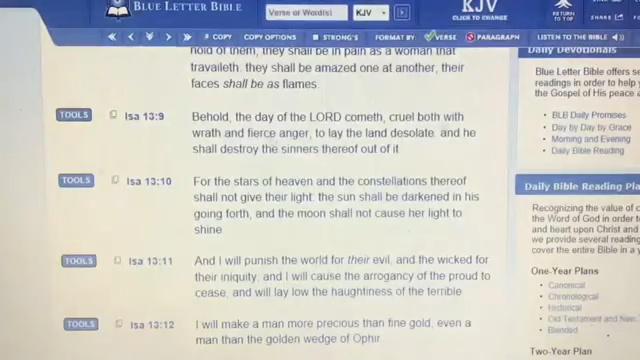 BLUE LETTER BIBLE
Verse or Word(s)
KJV
KJV
CLICK TO CHANGE
RETURN TO TOP
SHARE
COPY
COPY OPTIONS
STRONG'S
FORMAT BY
VERSE
PARAGRAPH
LISTEN TO THE BIBLE
hold of them, they shall be in pain as a woman that
travaileth: they shall be amazed one at another; their
faces shall be as flames.
TOOLS Isa 13:9 Behold, the day of the LORD cometh, cruel both with
wrath and fierce anger, to lay the land desolate: and he
shall destroy the sinners thereof out of it.
TOOLS Isa 13:10 For the stars of heaven and the constellations thereof
shall not give their light: the sun shall be darkened in his
going forth, and the moon shall not cause her light to
shine.
TOOLS Isa 13:11 And I will punish the world for their evil, and the wicked for
their iniquity; and I will cause the arrogancy of the proud to
cease, and will lay low the haughtiness of the terrible.
TOOLS Isa 13:12 I will make a man more precious than fine gold; even a
man than the golden wedge of Ophir.
Daily Devotionals
Blue Letter Bible offers
readings in order to help
the Gospel of His peace
BLB Daily Promises
Day by Day by Grace
Morning and Evening
Daily Bible Reading
Daily Bible Reading
Recognizing the value of
the Word of God in order
and heart upon Christ and
we provide several reading
cover the entire Bible in a
One-Year Plans
Canonical
Chronological
Historical
Old Testament and
Blended
Two-Year Plan